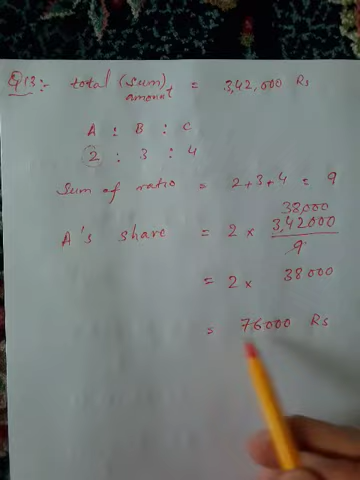 Q13:- total (sum) amount = 3,42,000 Rs
A : B : C
2 : 3 : 4
Sum of ratio = 2+3+4 = 9
38000
A's share = 2 × 3,42000
9
= 2 × 38000
= 76000 Rs